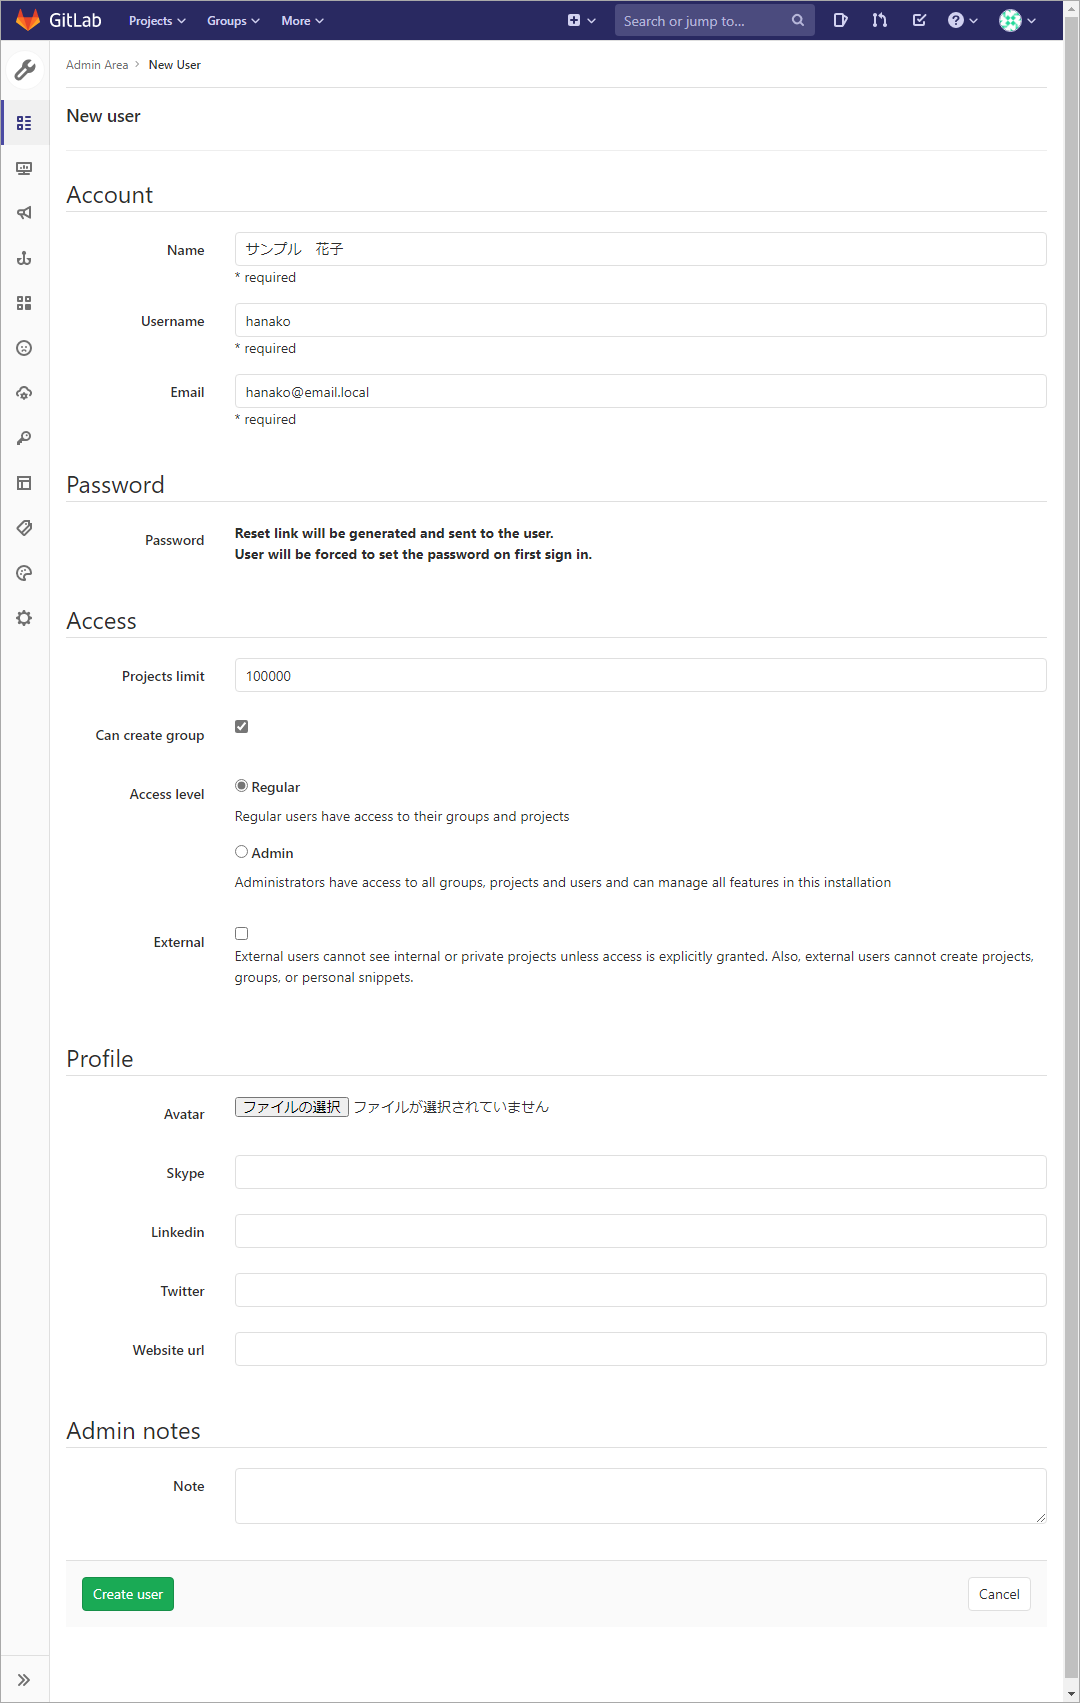 GitLab Projects Groups More Search or jump to...
Admin Area > New User
New user
Account
Name サンプル　花子
* required
Username hanako
* required
Email hanako@email.local
* required
Password
Password Reset link will be generated and sent to the user.
User will be forced to set the password on first sign in.
Access
Projects limit 100000
Can create group
Access level Regular
Regular users have access to their groups and projects
Admin
Administrators have access to all groups, projects and users and can manage all features in this installation
External
External users cannot see internal or private projects unless access is explicitly granted. Also, external users cannot create projects,
groups, or personal snippets.
Profile
Avatar ファイルの選択 ファイルが選択されていません
Skype
Linkedin
Twitter
Website url
Admin notes
Note
Create user Cancel